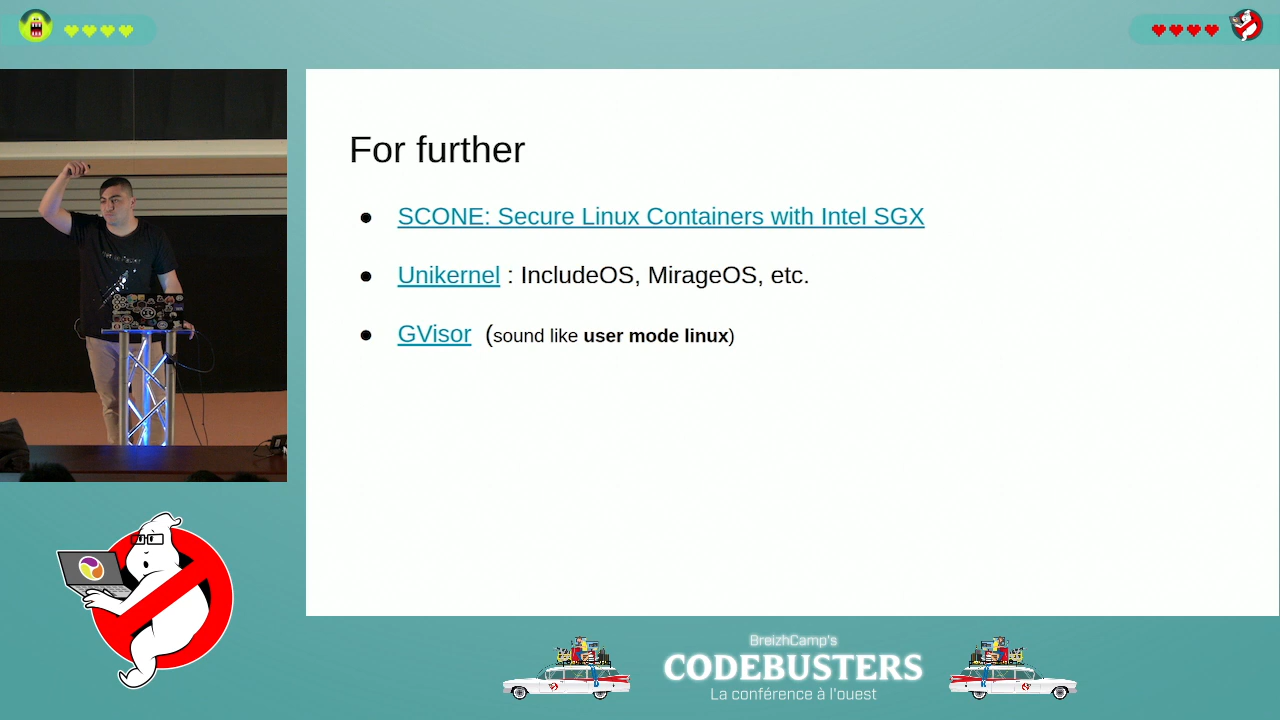 For further
● SCONE: Secure Linux Containers with Intel SGX
● Unikernel : IncludeOS, MirageOS, etc.
● GVisor (sound like user mode linux)
BreizhCamp's
CODEBUSTERS
La conférence à l'ouest